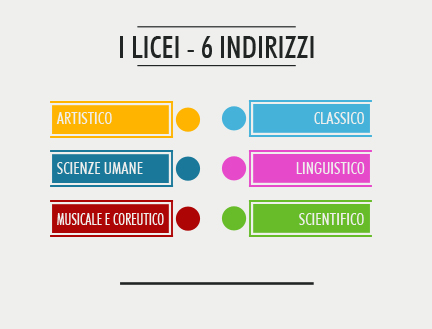 I LICEI - 6 INDIRIZZI
ARTISTICO
CLASSICO
SCIENZE UMANE
LINGUISTICO
MUSICALE E COREUTICO
SCIENTIFICO